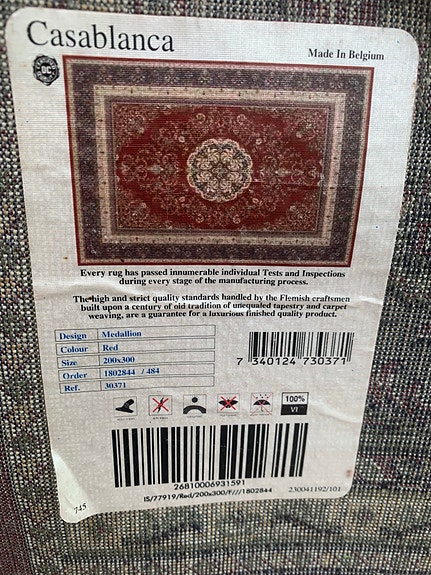 Casablanca
Made In Belgium
DC
Every rug has passed innumerable individual Tests and Inspections
during every stage of the manufacturing process.
The high and strict quality standards handled by the Flemish craftsmen
built upon a century of old tradition of unequaled tapestry and carpet
weaving, are a guarantee for a luxurious finished quality product.
Design Medallion
Colour Red
Size 200x300
Order 1802844 / 484
Ref. 30371
7 340124 730371
100%
VI
26810006931591
IS/77919/Red/200x300/F///1802844
230041192/101
745